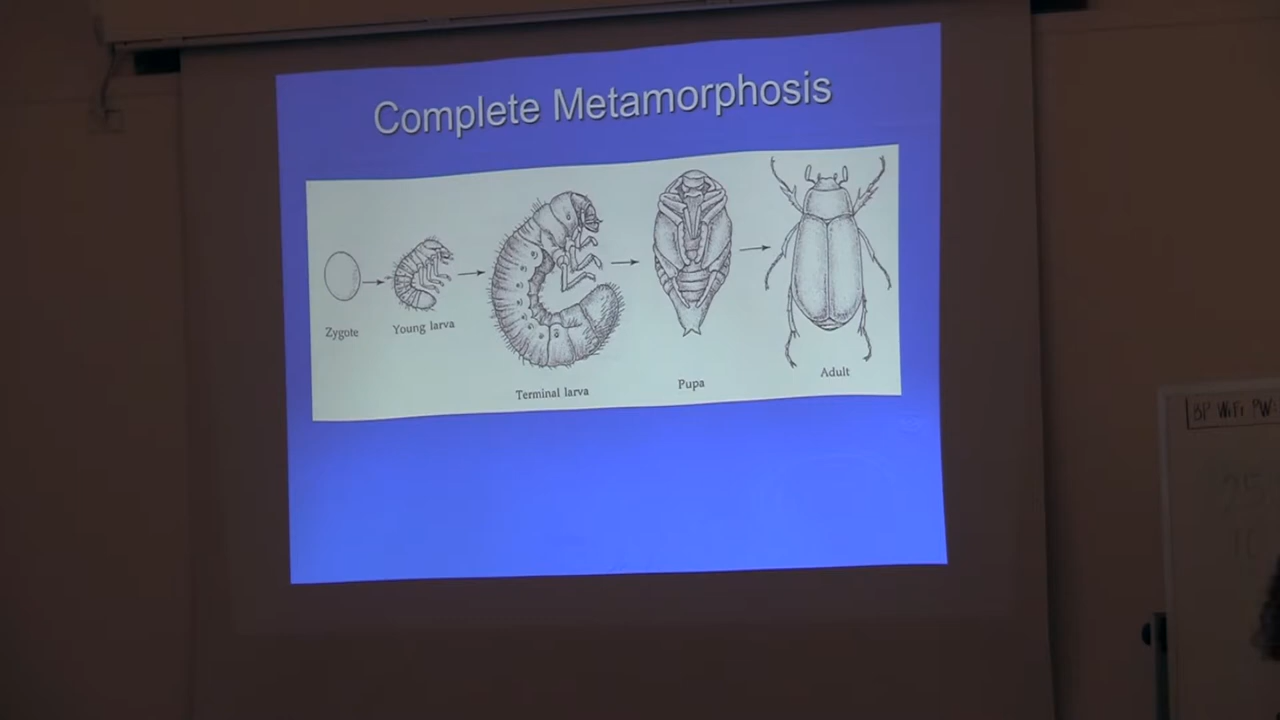 Complete Metamorphosis
Zygote
Young larva
Terminal larva
Pupa
Adult
BP WiFi PW